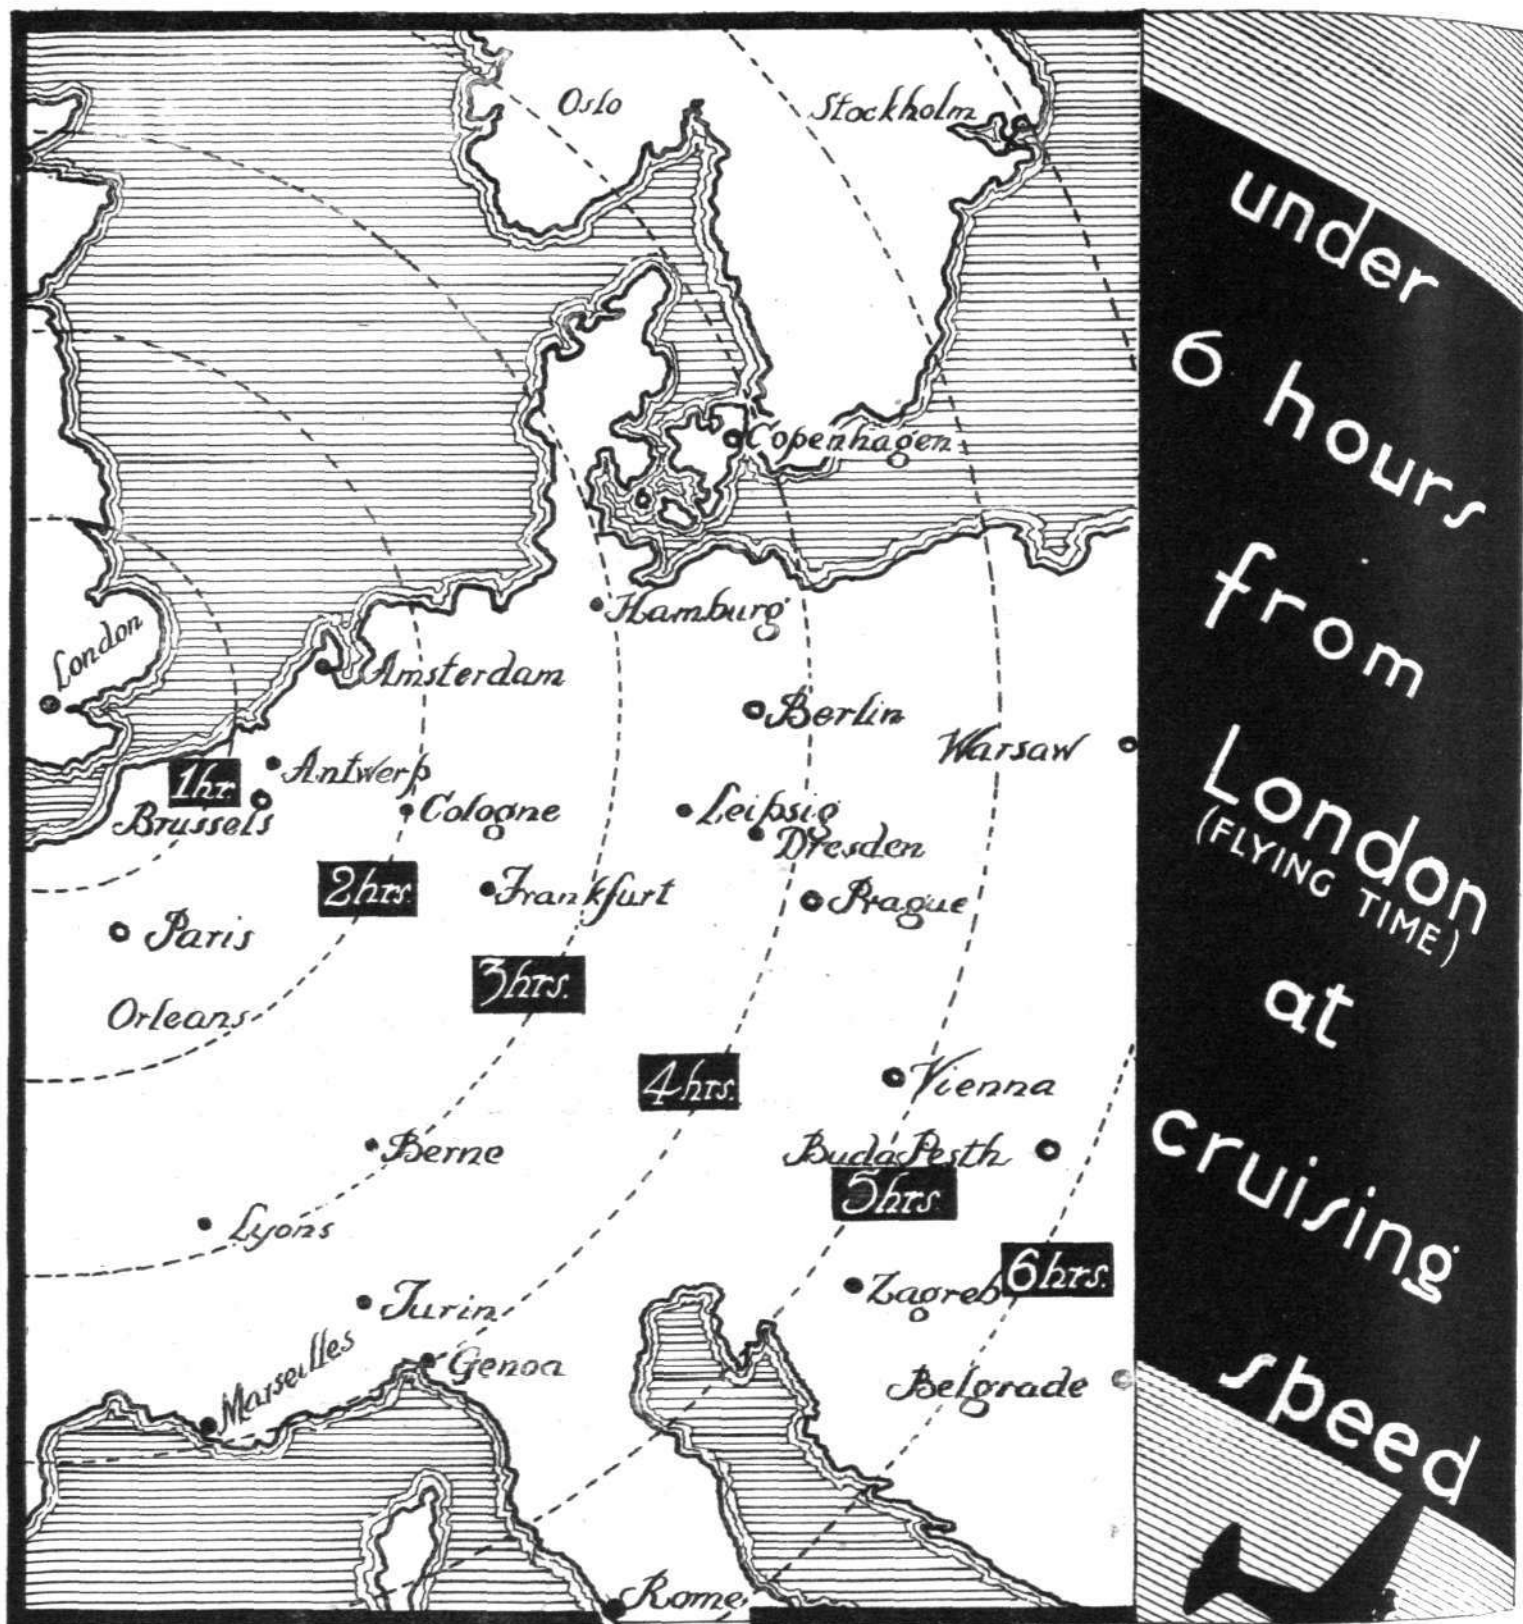 Oslo
Stockholm
Copenhagen
Hamburg
London
Amsterdam
Berlin
Warsaw
Antwerp
1hr.
Brussels
Cologne
Leipsig
Dresden
2hrs.
Frankfurt
Prague
Paris
3hrs.
Orleans
4hrs.
Vienna
Berne
Buda Pesth
5hrs.
Lyons
6hrs.
Zagreb
Turin
Genoa
Marseilles
Belgrade
Rome
under
6 hours
from
London
(FLYING TIME)
at
cruising
speed